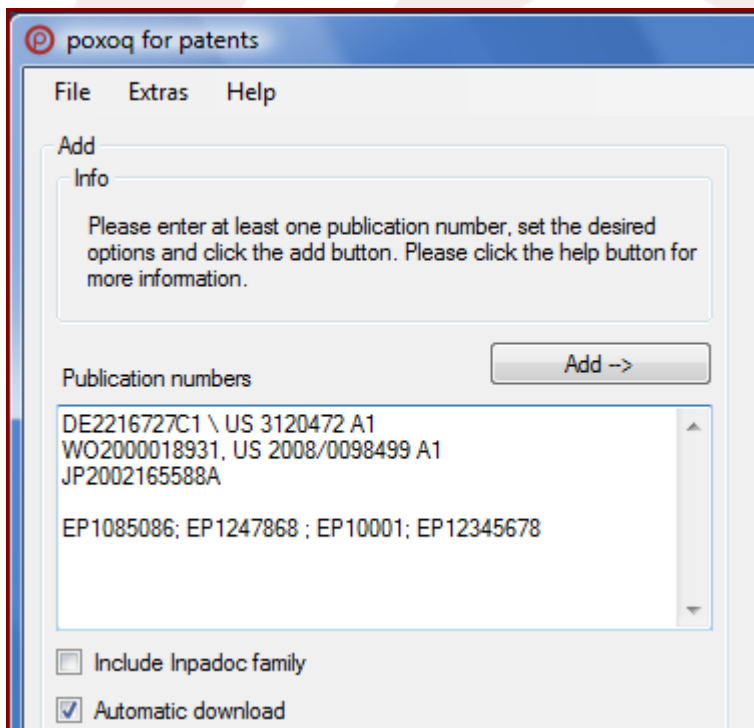 poxoq for patents
File Extras Help
Add
Info
Please enter at least one publication number, set the desired
options and click the add button. Please click the help button for
more information.
Add -->
Publication numbers
DE2216727C1 \ US 3120472 A1
WO2000018931, US 2008/0098499 A1
JP2002165588A
EP1085086; EP1247868 ; EP10001; EP12345678
Include Inpadoc family
Automatic download